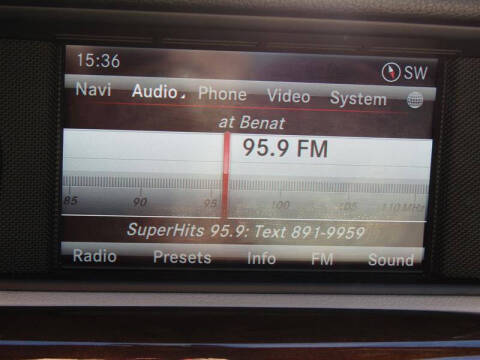 15:36 SW
Navi Audio Phone Video System
at Benat
95.9 FM
85 90 95 100 105 110 MHz
SuperHits 95.9: Text 891-9959
Radio Presets Info FM Sound